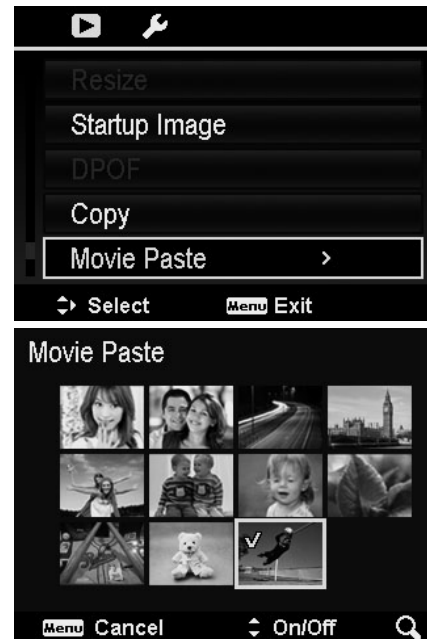 Resize
Startup Image
DPOF
Copy
Movie Paste >
Select Menu Exit
Movie Paste
Menu Cancel On/Off